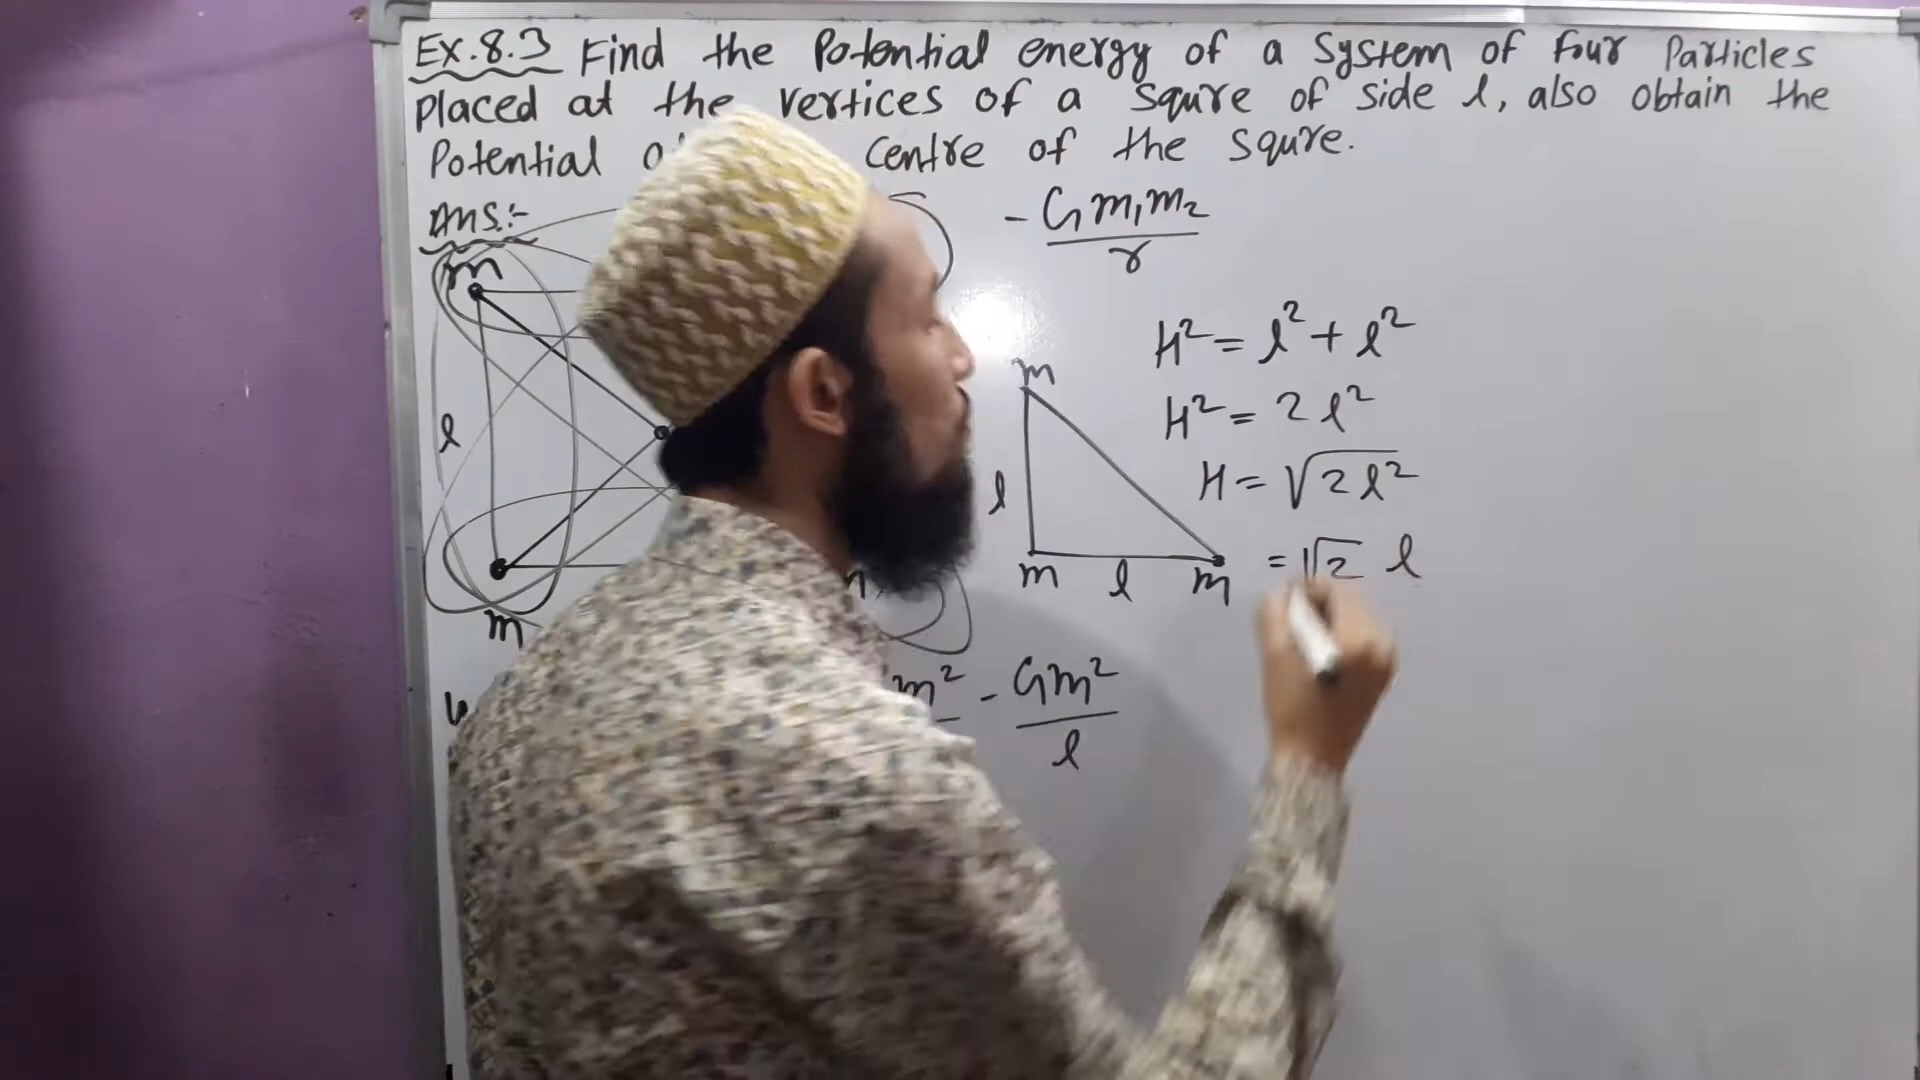 Ex.8.3 Find the Potential energy of a System of four Particles
Placed at the vertices of a Squre of side l, also obtain the
Potential centre of the Squre.
Ans:-
- Gm₁m₂
r
m
l
m
m
l
m l m
H² = l² + l²
H² = 2l²
H = √2l²
= √2 l
m² - Gm²
l